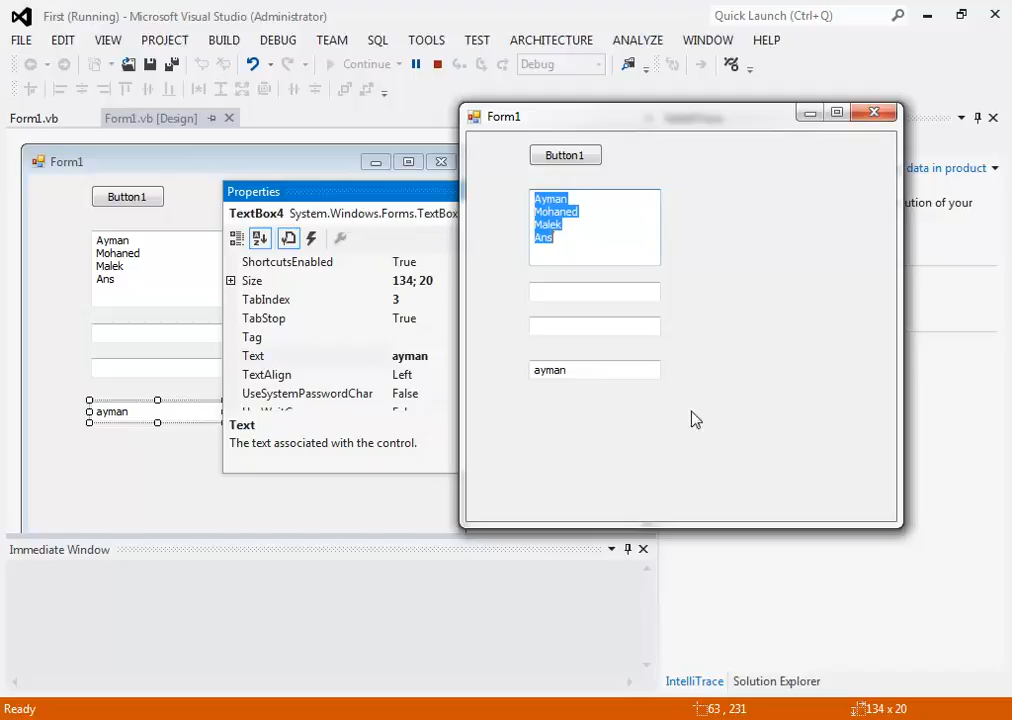 First (Running) - Microsoft Visual Studio (Administrator)
Quick Launch (Ctrl+Q)
FILE EDIT VIEW PROJECT BUILD DEBUG TEAM SQL TOOLS TEST ARCHITECTURE ANALYZE WINDOW HELP
Continue
Debug
Form1.vb
Form1.vb [Design]
Form1
Button1
Ayman
Mohaned
Malek
Ans
ayman
Properties
TextBox4 System.Windows.Forms.TextBox
ShortcutsEnabled True
Size 134; 20
TabIndex 3
TabStop True
Tag
Text ayman
TextAlign Left
UseSystemPasswordChar False
Text
The text associated with the control.
Form1
Button1
Ayman
Mohaned
Malek
Ans
ayman
data in product
ution of your
Immediate Window
IntelliTrace
Solution Explorer
Ready
63 , 231
134 x 20